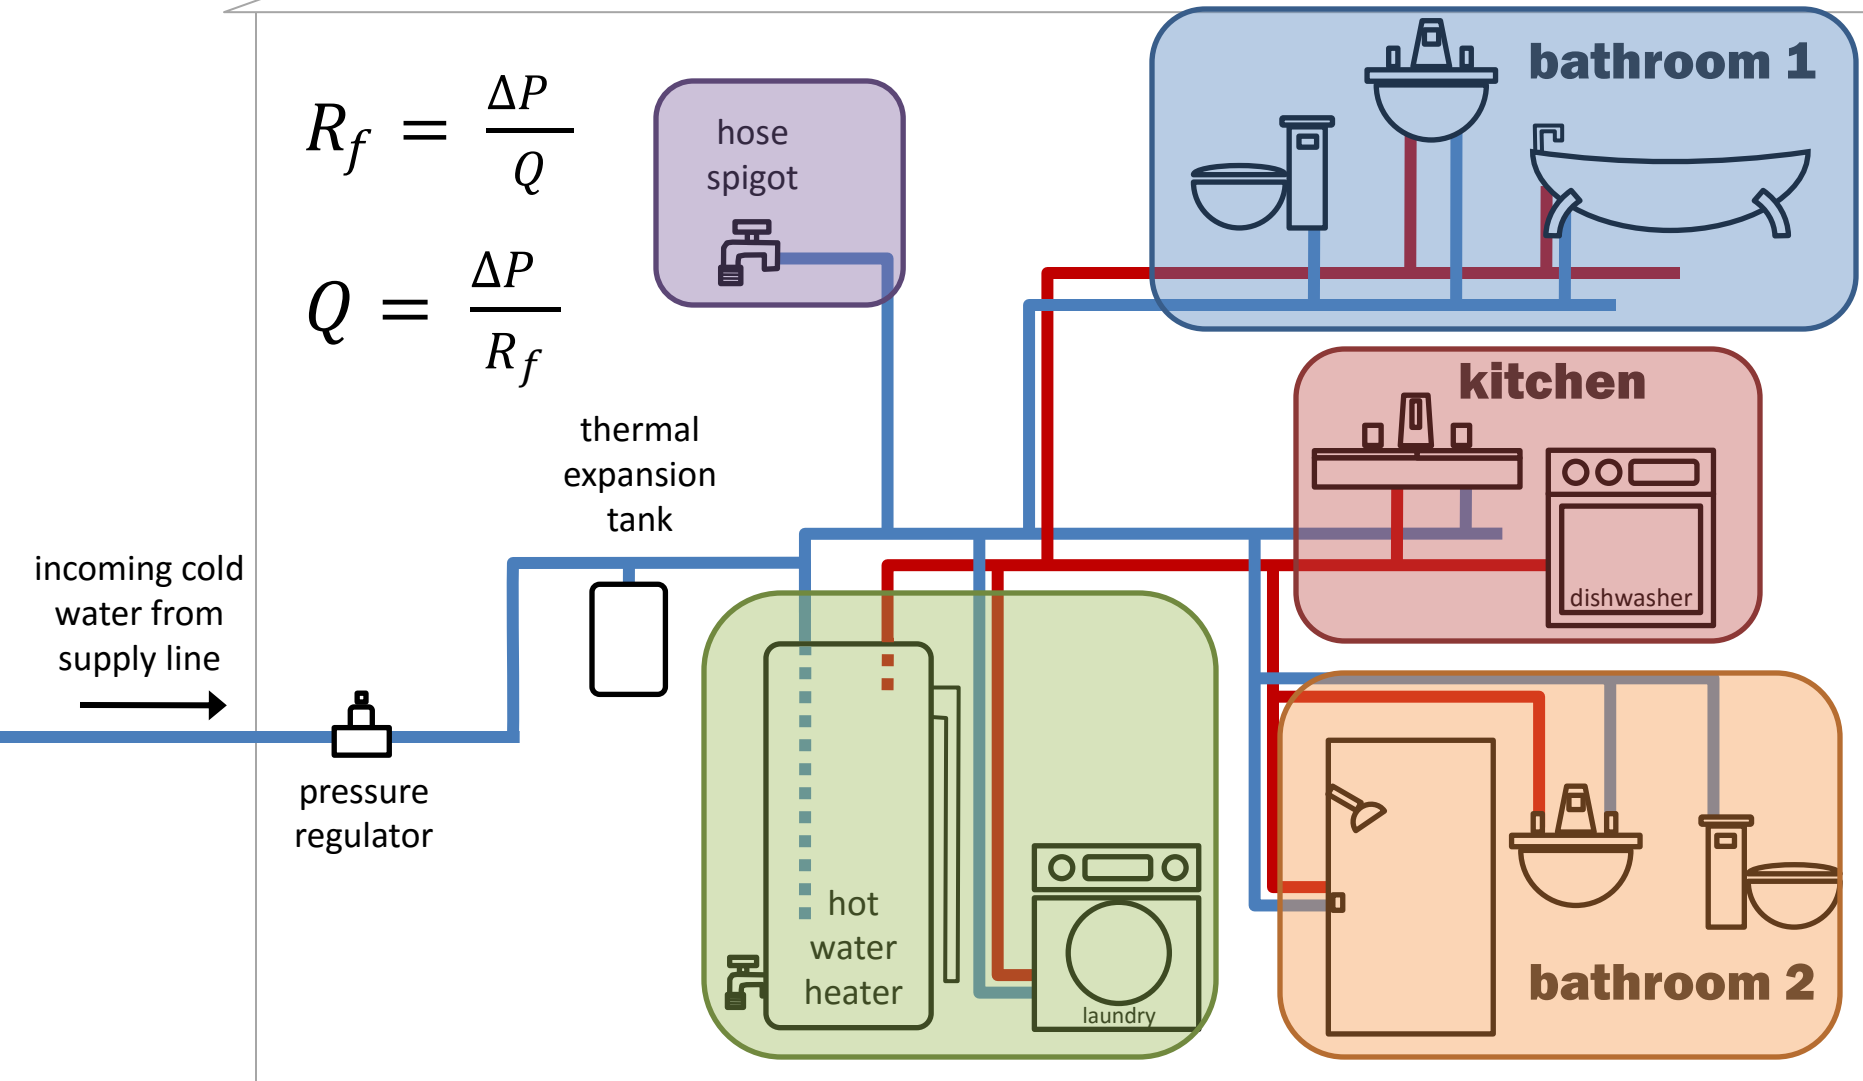 R_f = ΔP / Q
Q = ΔP / R_f
hose
spigot
bathroom 1
kitchen
dishwasher
thermal
expansion
tank
incoming cold
water from
supply line
pressure
regulator
hot
water
heater
laundry
bathroom 2